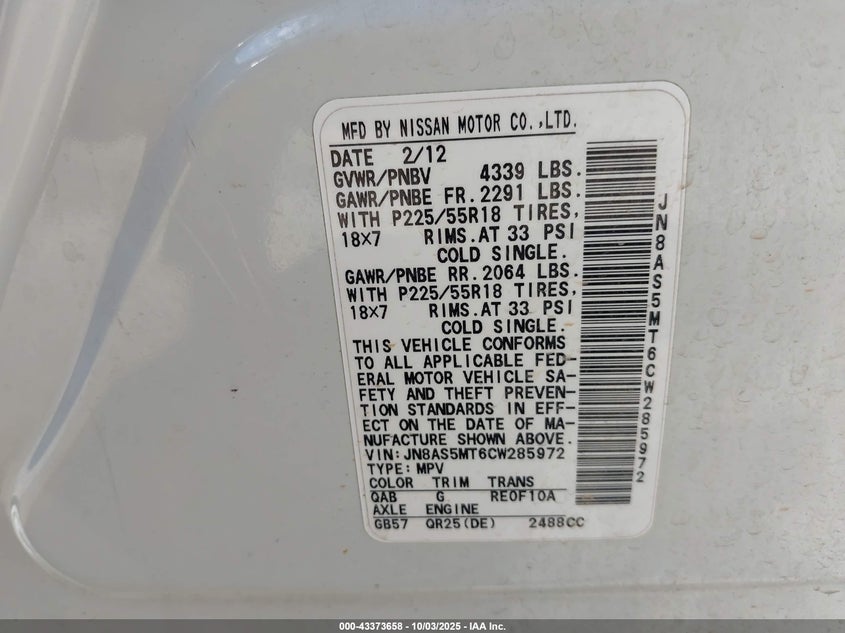 MFD BY NISSAN MOTOR CO.,LTD.
DATE 2/12
GVWR/PNBV 4339 LBS.
GAWR/PNBE FR. 2291 LBS.
WITH P225/55R18 TIRES,
18×7 RIMS.AT 33 PSI
COLD SINGLE.
GAWR/PNBE RR. 2064 LBS.
WITH P225/55R18 TIRES,
18×7 RIMS.AT 33 PSI
COLD SINGLE.
THIS VEHICLE CONFORMS
TO ALL APPLICABLE FED-
ERAL MOTOR VEHICLE SA-
FETY AND THEFT PREVEN-
TION STANDARDS IN EFF-
ECT ON THE DATE OF MA-
NUFACTURE SHOWN ABOVE.
VIN:JN8AS5MT6CW285972
TYPE:MPV
COLOR TRIM TRANS
QAB G RE0F10A
AXLE ENGINE
GB57 QR25(DE) 2488CC
JN8AS5MT6CW285972
000-43373658 - 10/03/2025 - IAA Inc.